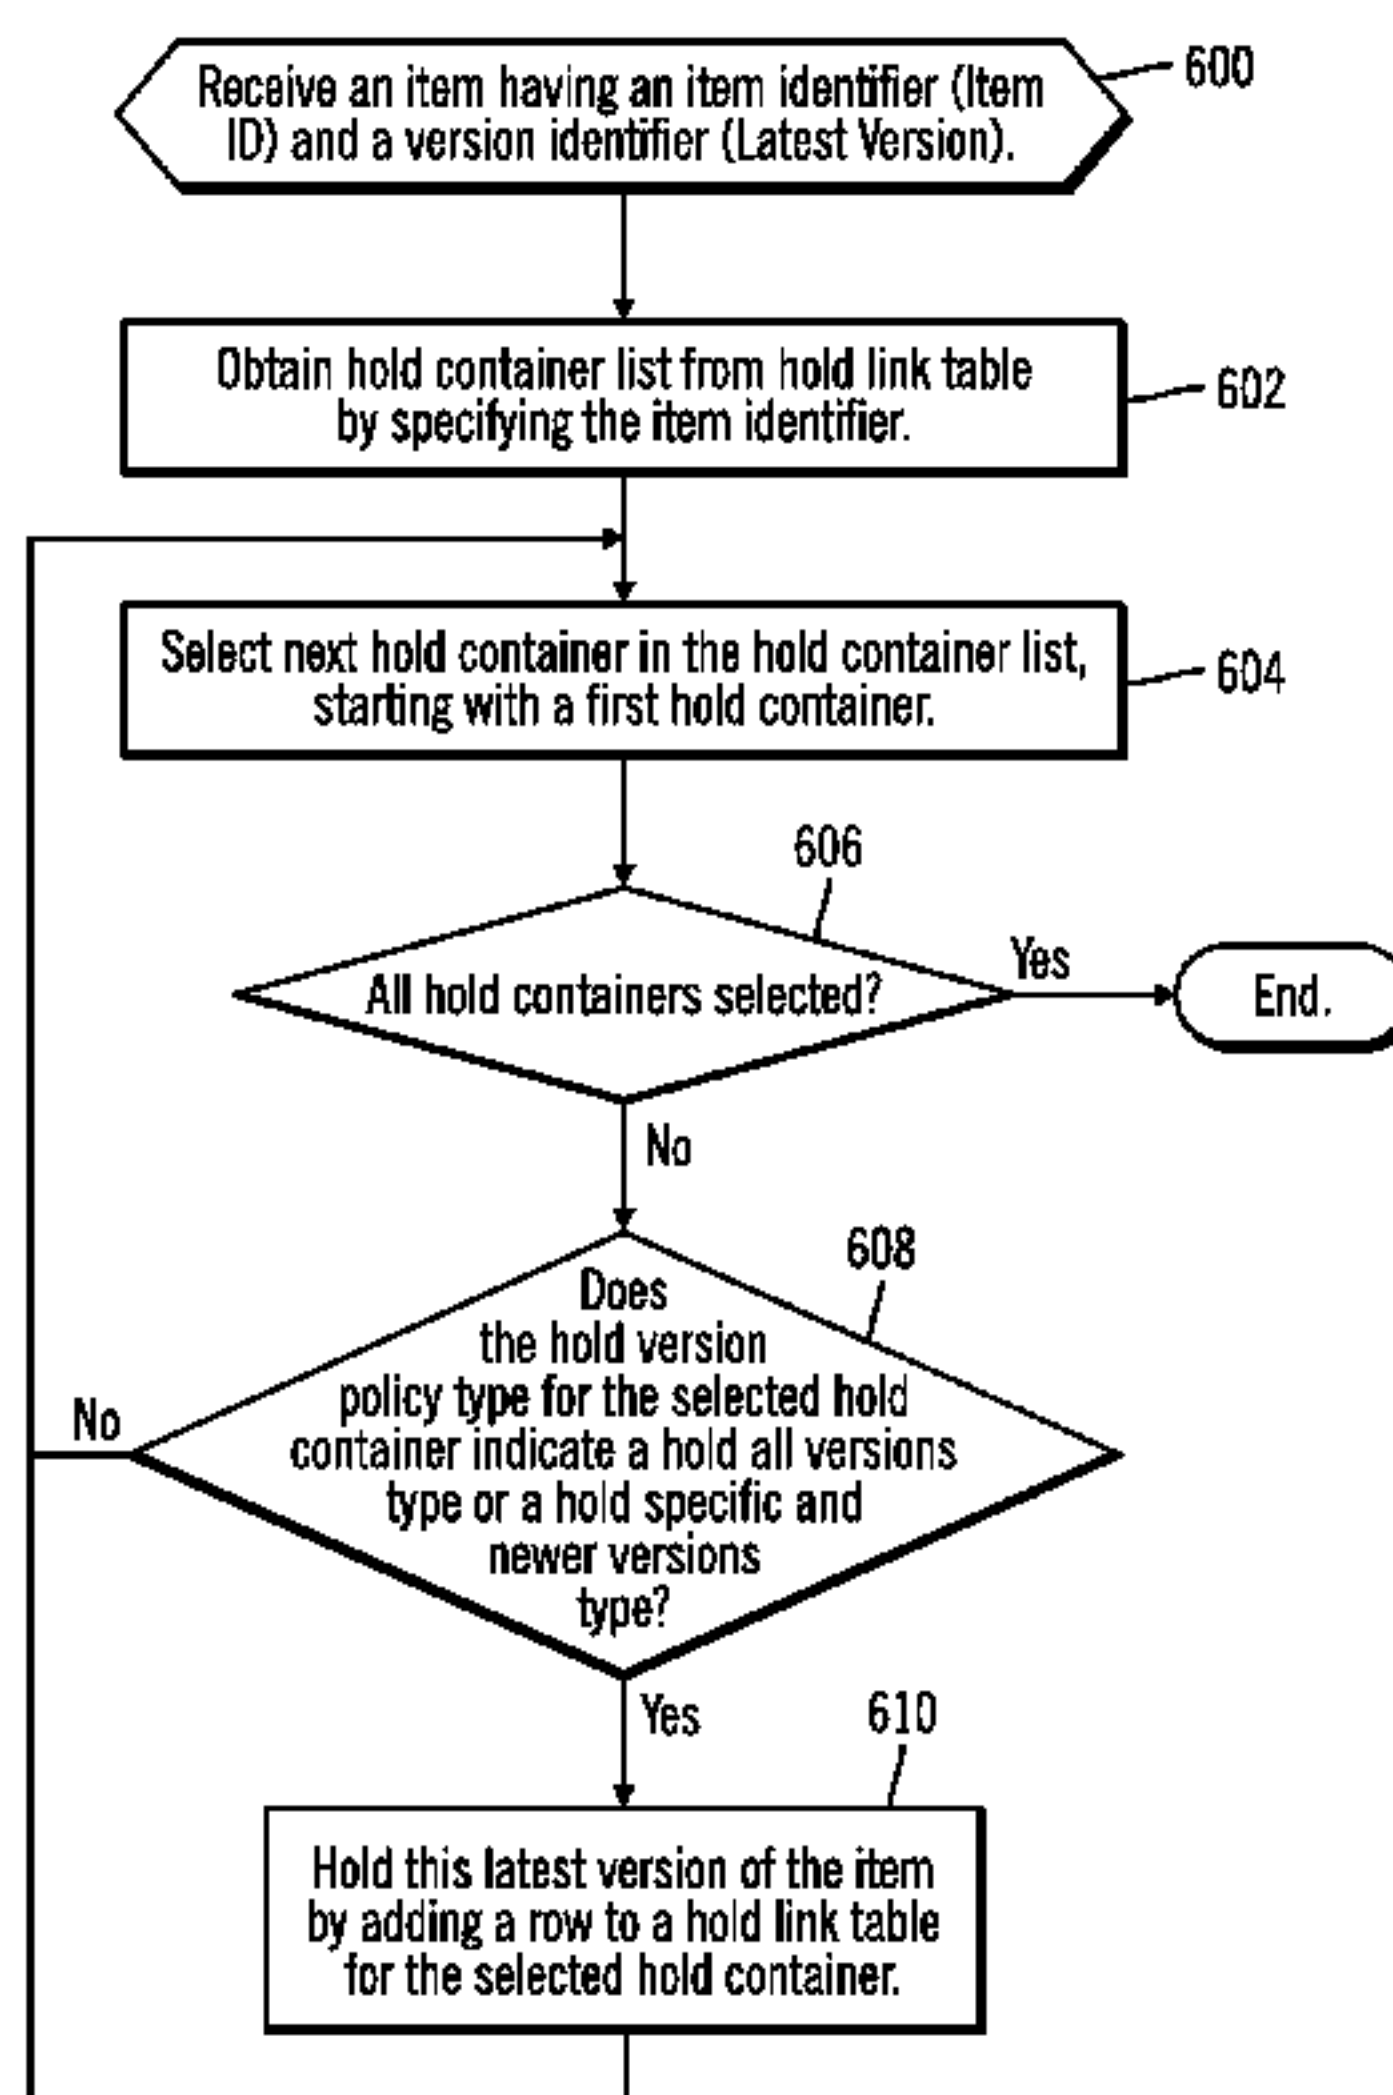 600
Receive an item having an item identifier (Item
ID) and a version identifier (Latest Version).
Obtain hold container list from hold link table
by specifying the item identifier.
602
Select next hold container in the hold container list,
starting with a first hold container.
604
606
All hold containers selected?
Yes
End.
No
608
Does
the hold version
policy type for the selected hold
container indicate a hold all versions
type or a hold specific and
newer versions
type?
No
Yes
610
Hold this latest version of the item
by adding a row to a hold link table
for the selected hold container.